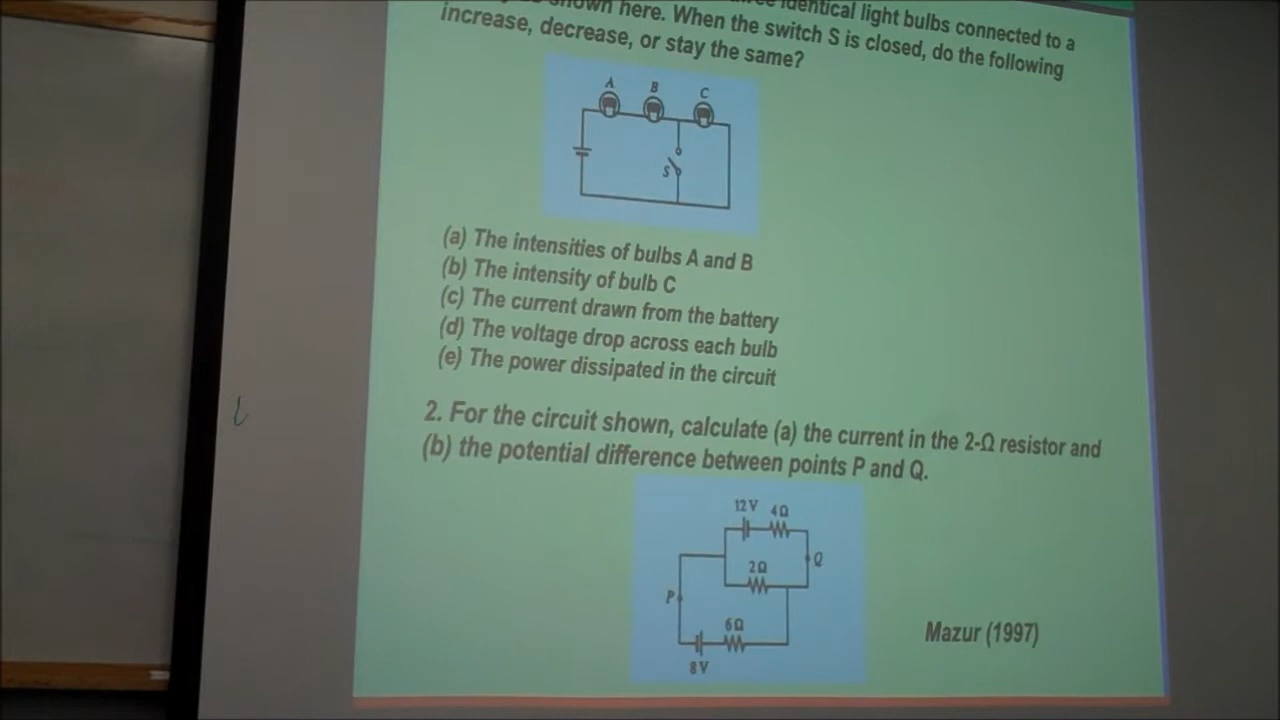 shown here. When the switch S is closed, do the following
identical light bulbs connected to a
increase, decrease, or stay the same?
A B C
S
(a) The intensities of bulbs A and B
(b) The intensity of bulb C
(c) The current drawn from the battery
(d) The voltage drop across each bulb
(e) The power dissipated in the circuit
2. For the circuit shown, calculate (a) the current in the 2-Ω resistor and
(b) the potential difference between points P and Q.
12V 4Ω
Q
2Ω
P
6Ω
8V
Mazur (1997)